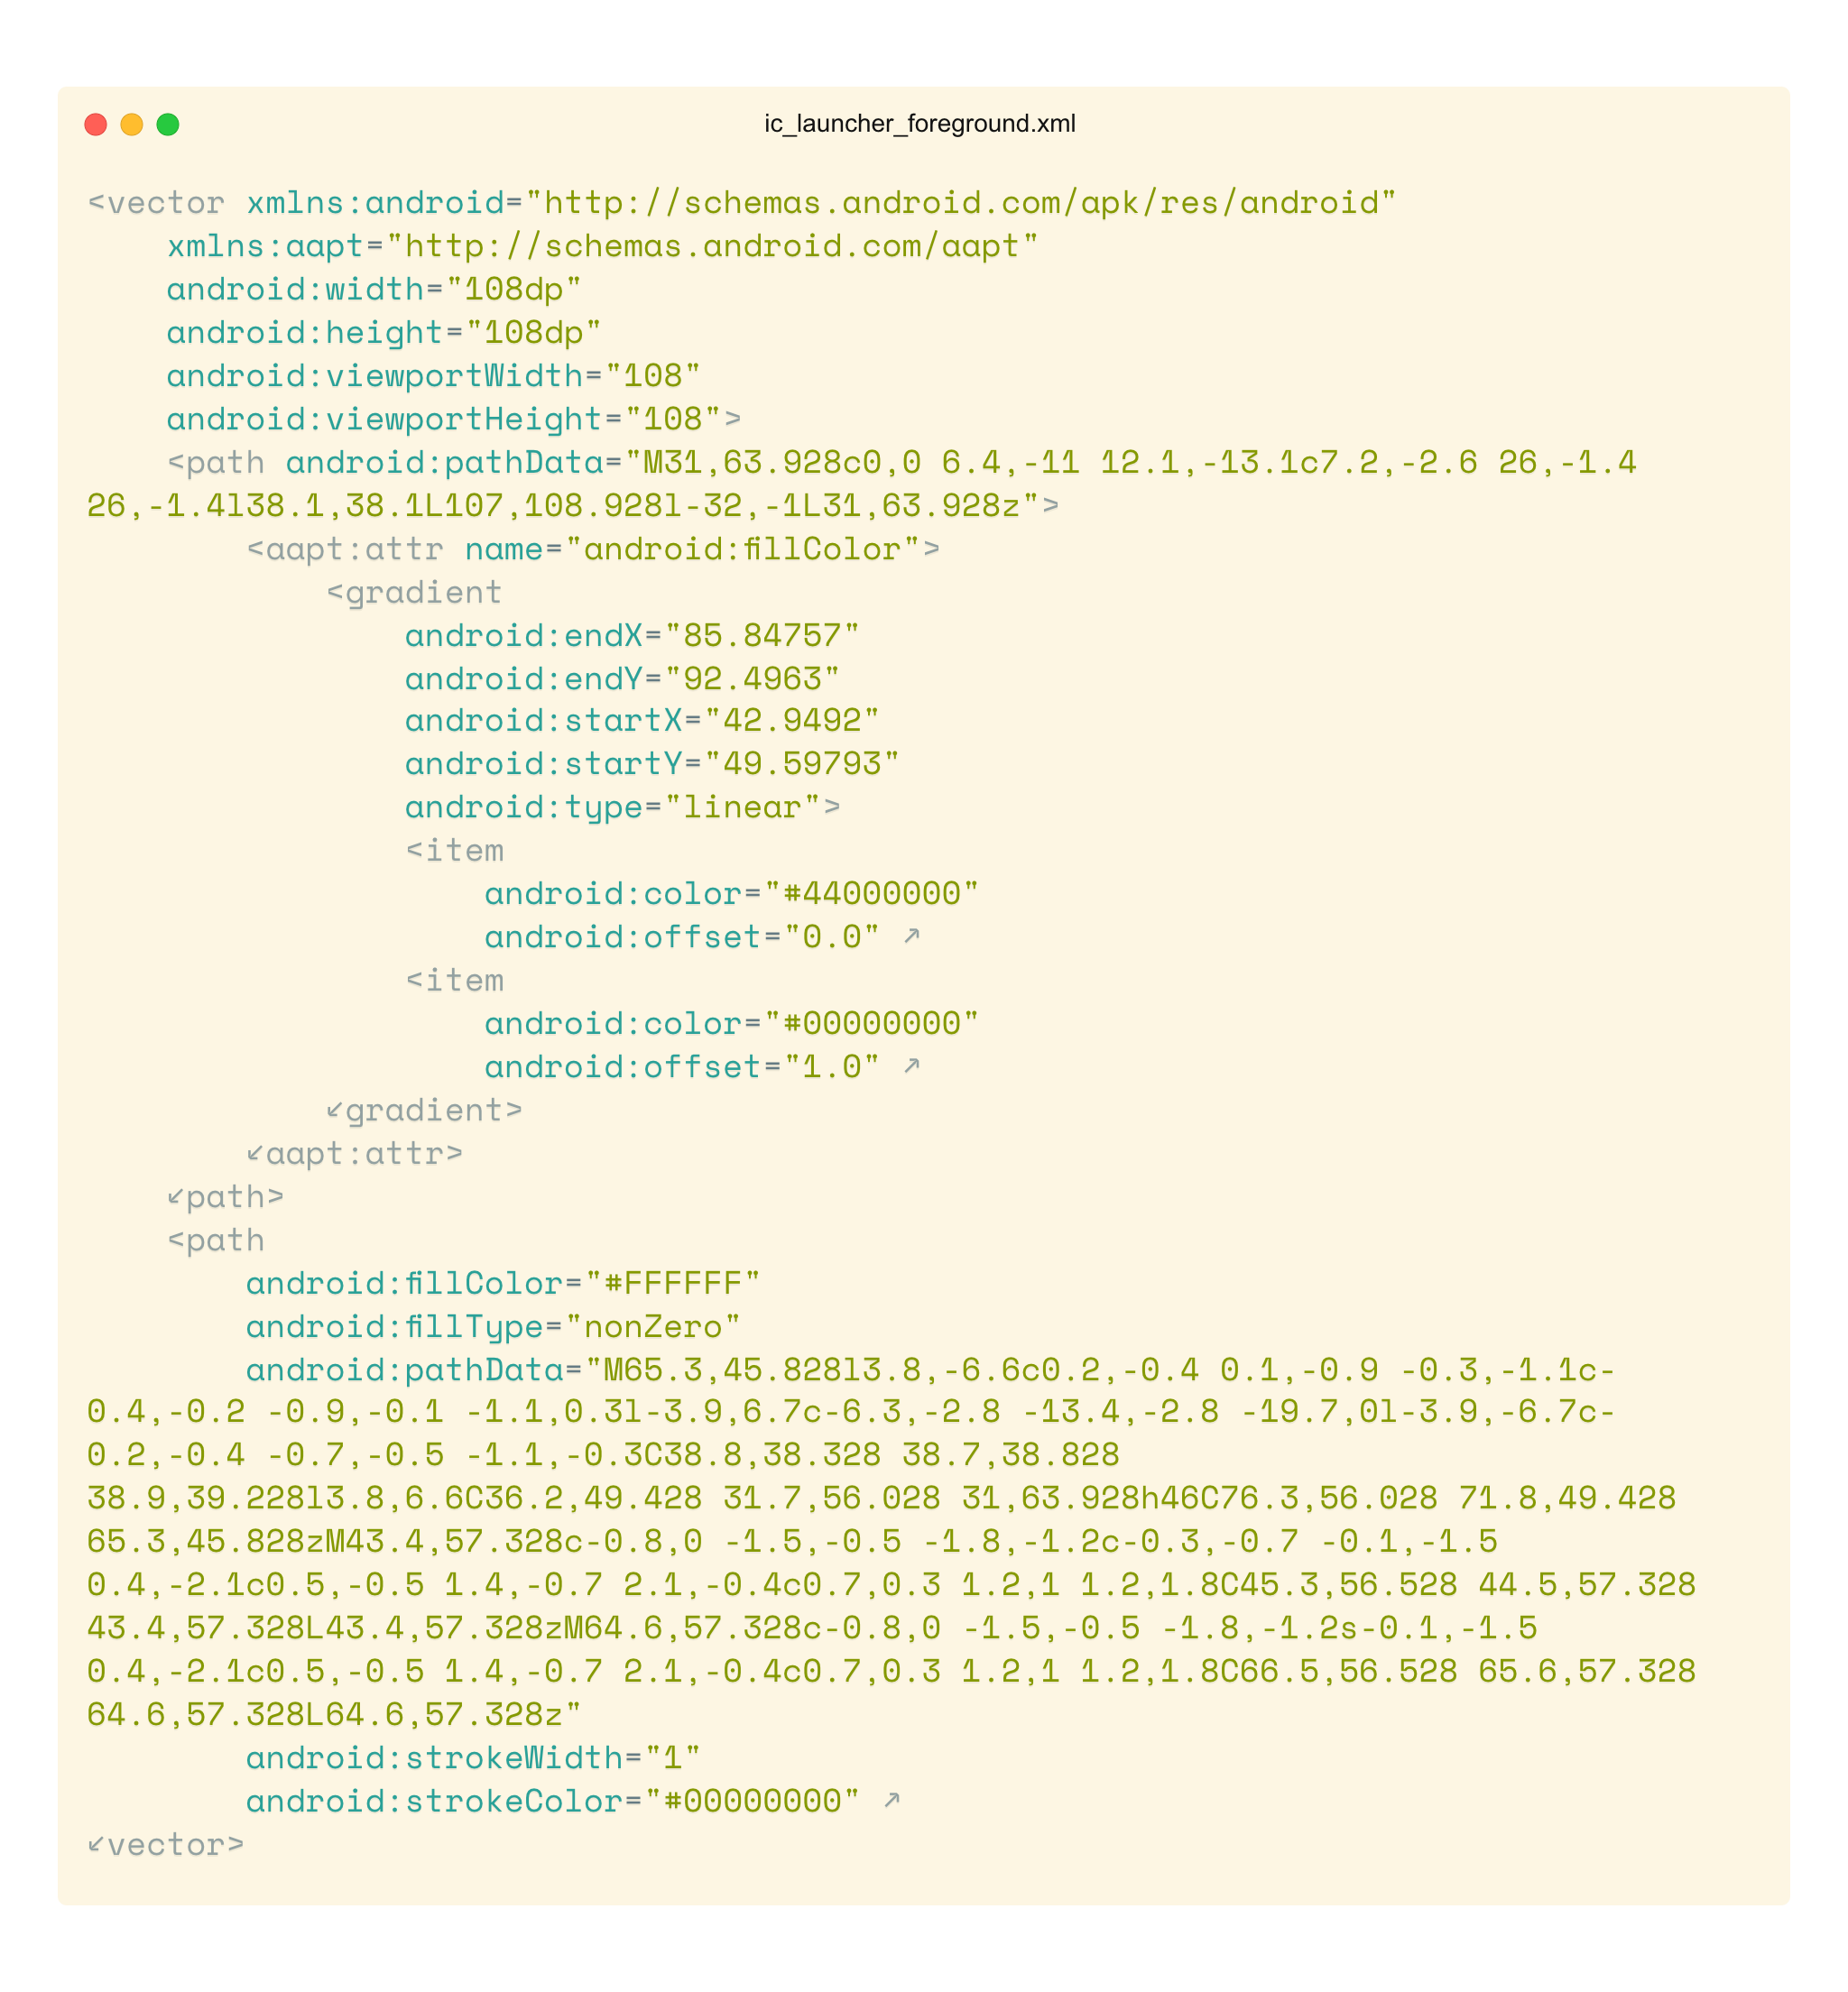 ic_launcher_foreground.xml
<vector xmlns:android="http://schemas.android.com/apk/res/android"
    xmlns:aapt="http://schemas.android.com/aapt"
    android:width="108dp"
    android:height="108dp"
    android:viewportWidth="108"
    android:viewportHeight="108">
    <path android:pathData="M31,63.928c0,0 6.4,-11 12.1,-13.1c7.2,-2.6 26,-1.4
26,-1.4l38.1,38.1L107,108.928l-32,-1L31,63.928z">
        <aapt:attr name="android:fillColor">
            <gradient
                android:endX="85.84757"
                android:endY="92.4963"
                android:startX="42.9492"
                android:startY="49.59793"
                android:type="linear">
                <item
                    android:color="#44000000"
                    android:offset="0.0" />
                <item
                    android:color="#00000000"
                    android:offset="1.0" />
            </gradient>
        </aapt:attr>
    </path>
    <path
        android:fillColor="#FFFFFF"
        android:fillType="nonZero"
        android:pathData="M65.3,45.828l3.8,-6.6c0.2,-0.4 0.1,-0.9 -0.3,-1.1c-
0.4,-0.2 -0.9,-0.1 -1.1,0.3l-3.9,6.7c-6.3,-2.8 -13.4,-2.8 -19.7,0l-3.9,-6.7c-
0.2,-0.4 -0.7,-0.5 -1.1,-0.3C38.8,38.328 38.7,38.828
38.9,39.228l3.8,6.6C36.2,49.428 31.7,56.028 31,63.928h46C76.3,56.028 71.8,49.428
65.3,45.828zM43.4,57.328c-0.8,0 -1.5,-0.5 -1.8,-1.2c-0.3,-0.7 -0.1,-1.5
0.4,-2.1c0.5,-0.5 1.4,-0.7 2.1,-0.4c0.7,0.3 1.2,1 1.2,1.8C45.3,56.528 44.5,57.328
43.4,57.328L43.4,57.328zM64.6,57.328c-0.8,0 -1.5,-0.5 -1.8,-1.2s-0.1,-1.5
0.4,-2.1c0.5,-0.5 1.4,-0.7 2.1,-0.4c0.7,0.3 1.2,1 1.2,1.8C66.5,56.528 65.6,57.328
64.6,57.328L64.6,57.328z"
        android:strokeWidth="1"
        android:strokeColor="#00000000" />
</vector>